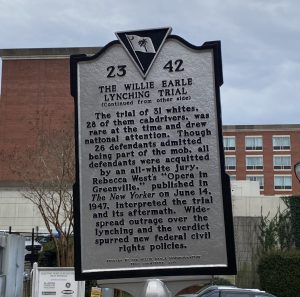 23 42
THE WILLIE EARLE
LYNCHING TRIAL
(Continued from other side)
The trial of 31 whites,
28 of them cabdrivers, was
rare at the time and drew
national attention. Though
26 defendants admitted
being part of the mob, all
defendants were acquitted
by an all-white jury.
Rebecca West's "Opera in
Greenville," published in
The New Yorker on June 14,
1947, interpreted the trial
and its aftermath. Wide-
spread outrage over the
lynching and the verdict
spurred new federal civil
rights policies.